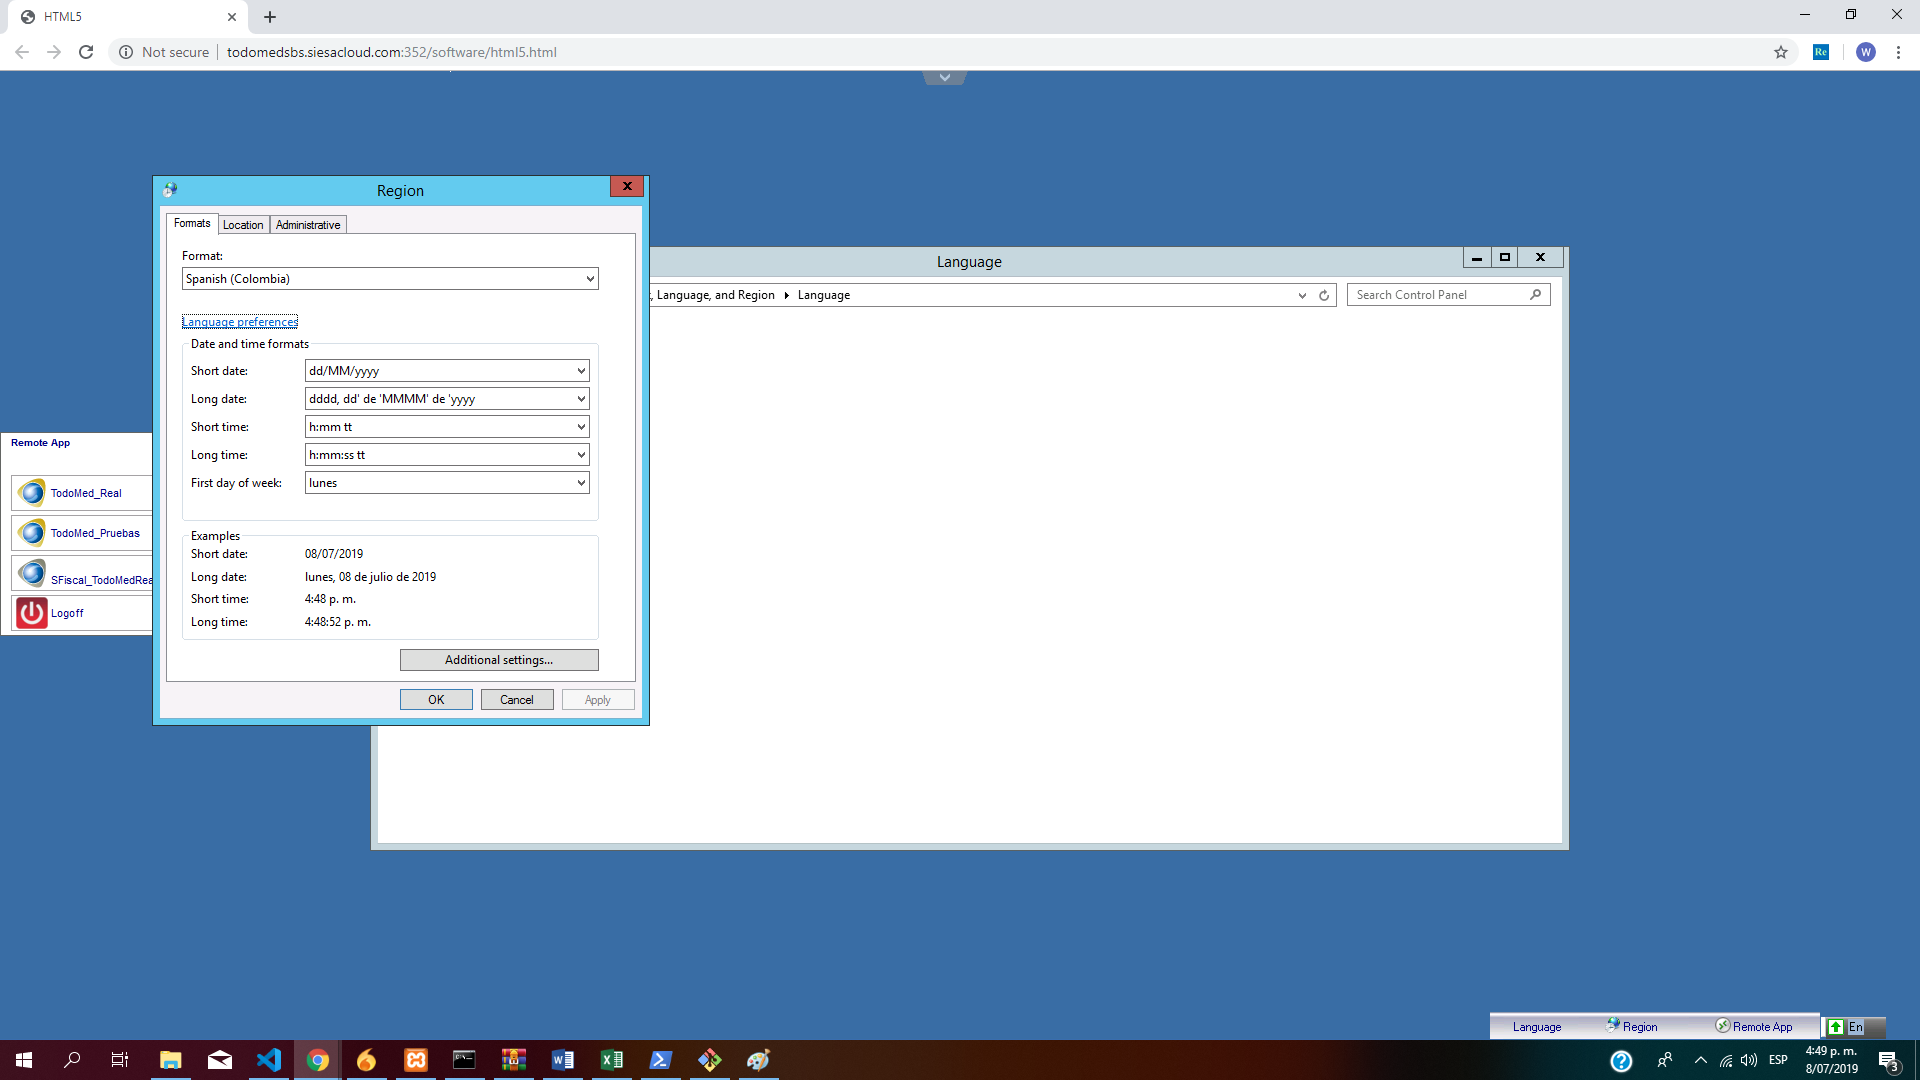 HTML5
Not secure
todomedsbs.siesacloud.com:352/software/html5.html
Re
W
Region
Formats
Location
Administrative
Format:
Spanish (Colombia)
Language preferences
Date and time formats
Short date:
dd/MM/yyyy
Long date:
dddd, dd' de 'MMMM' de 'yyyy
Short time:
h:mm tt
Long time:
h:mm:ss tt
First day of week:
lunes
Examples
Short date:
08/07/2019
Long date:
lunes, 08 de julio de 2019
Short time:
4:48 p. m.
Long time:
4:48:52 p. m.
Additional settings...
OK
Cancel
Apply
Language
, Language, and Region
Language
Search Control Panel
Remote App
TodoMed_Real
TodoMed_Pruebas
SFiscal_TodoMedRea
Logoff
Language
Region
Remote App
En
ESP
4:49 p. m.
8/07/2019
3